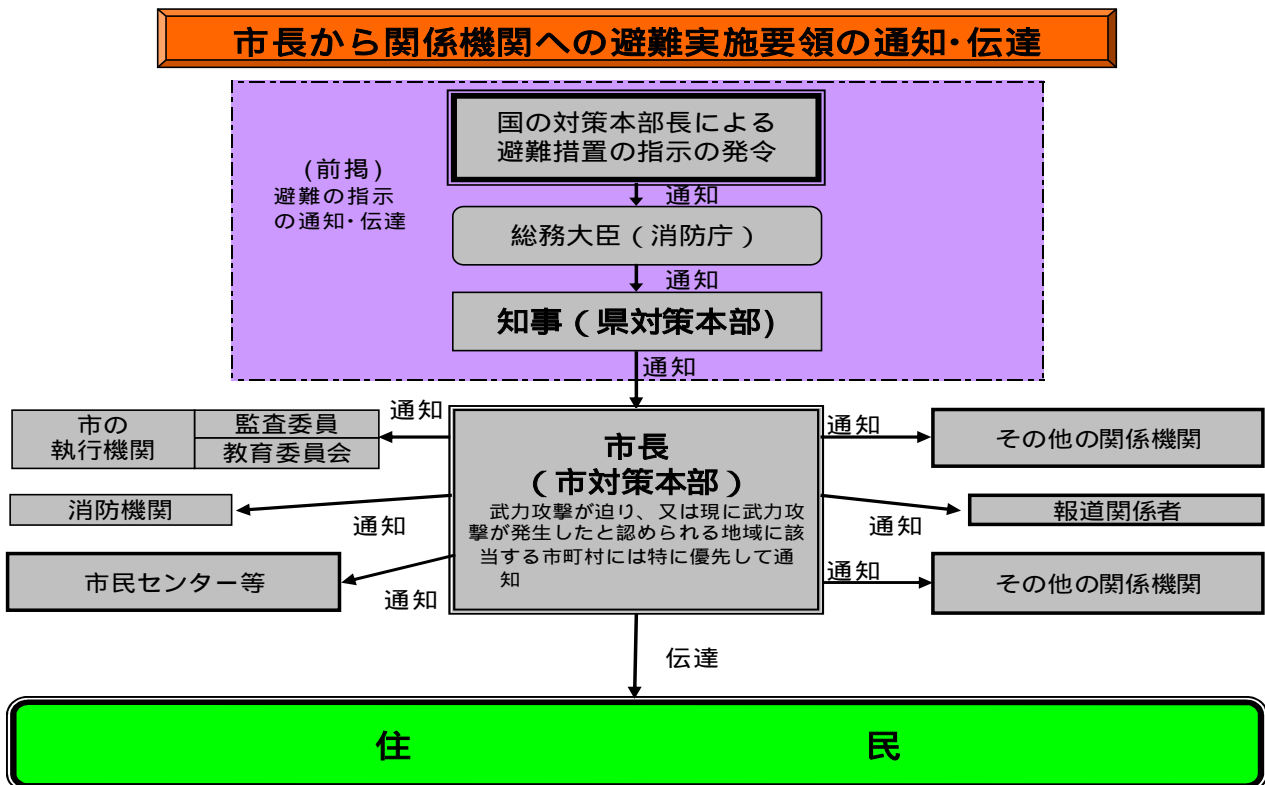 市長から関係機関への避難実施要領の通知・伝達
国の対策本部長による
避難措置の指示の発令
(前掲)
避難の指示
の通知・伝達
通知
総務大臣（消防庁）
通知
知事（県対策本部)
通知
市の
執行機関
監査委員
教育委員会
通知
市長
（市対策本部）
武力攻撃が迫り、又は現に武力攻
撃が発生したと認められる地域に該
当する市町村には特に優先して通
知
通知
その他の関係機関
消防機関
通知
通知
報道関係者
市民センター等
通知
通知
その他の関係機関
伝達
住 民